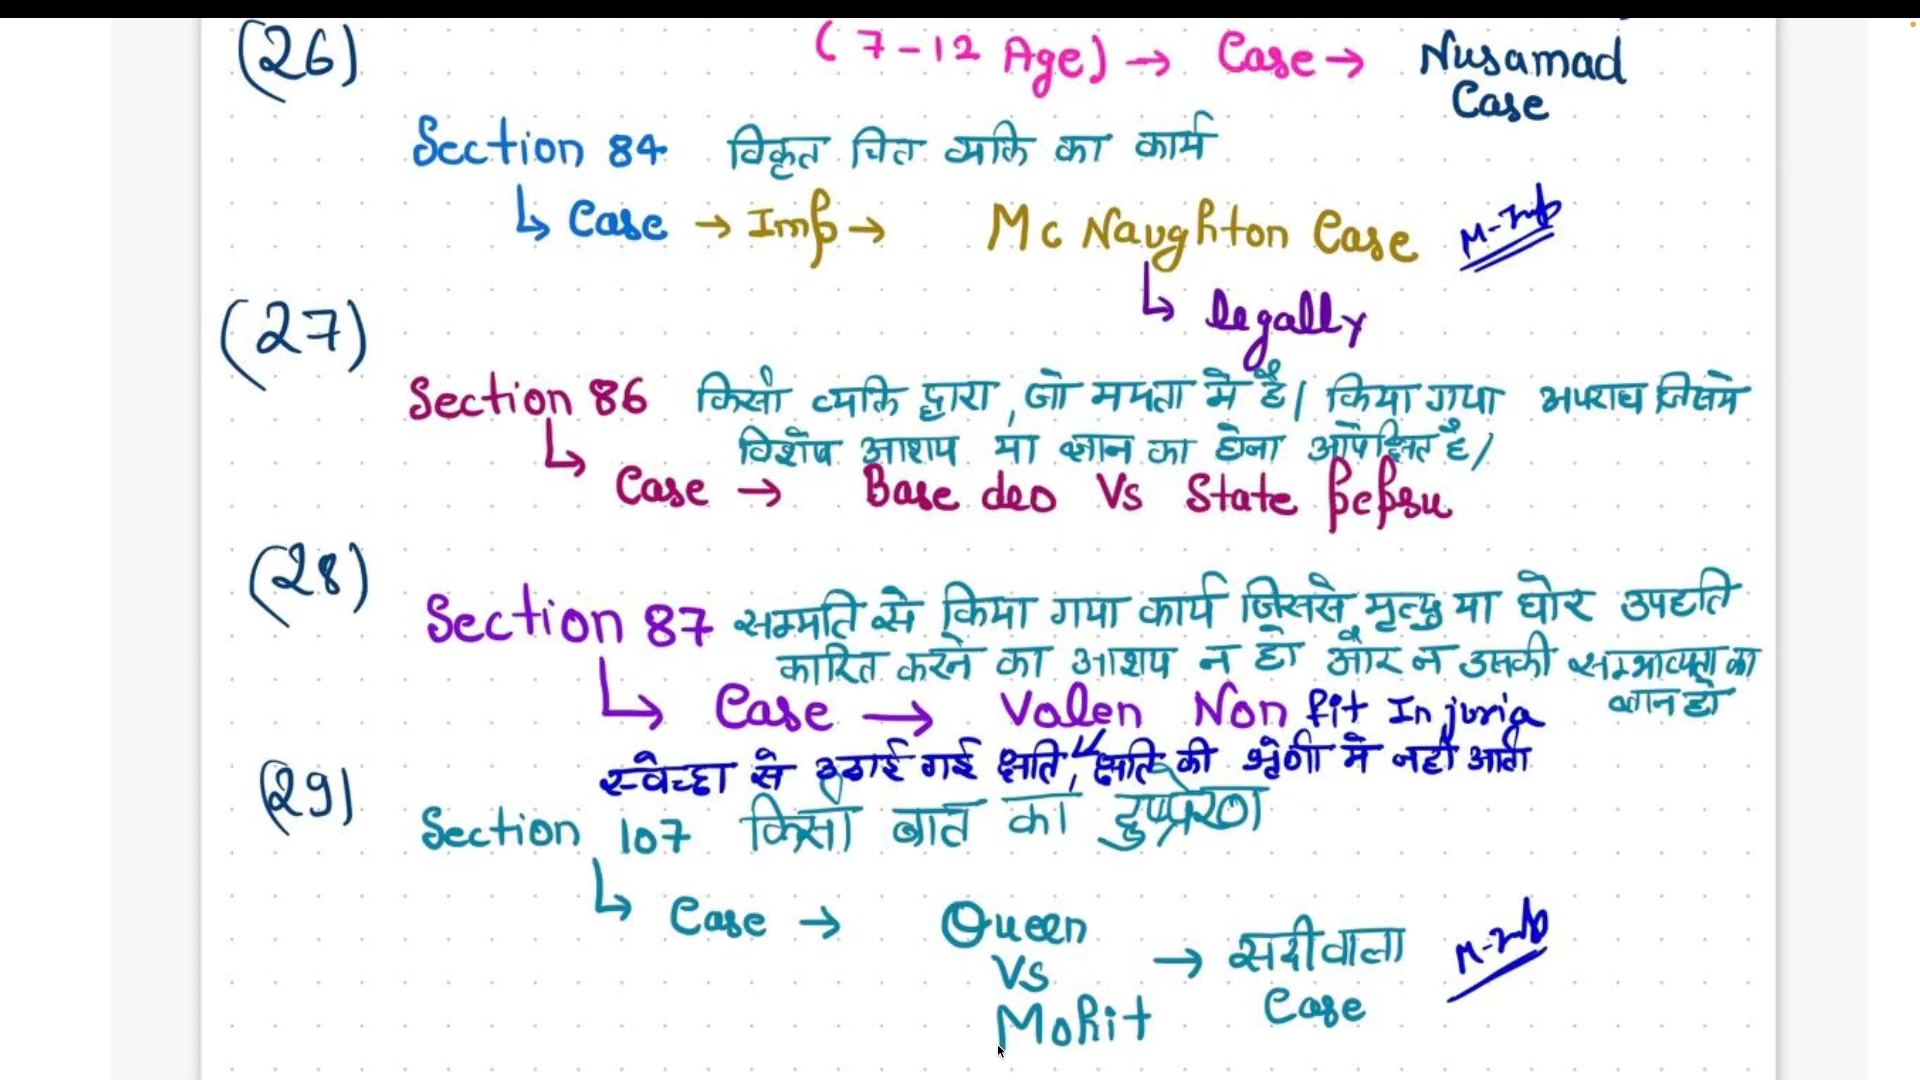 (26) (7-12 Age) → Case → Nusamad
Case
Section 84 विकृत चित व्यक्ति का कार्य
↳ Case → Imp → Mc Naughton Case M-Imp
↳ legally
(27)
Section 86 किसी व्यक्ति द्वारा, जो मत्तता में है। किया गया अपराध जिसमे
विशेष आशय या ज्ञान का होना अपेक्षित है।
↳ Case → Base deo Vs State pepsu
(28)
Section 87 सम्मति से किया गया कार्य जिससे मृत्यु या घोर उपहति
कारित करने का आशय न हो और न उसकी सम्भाव्यता का
ज्ञान हो
↳ Case → Valen Non fit Injuria
स्वेच्छा से उठाई गई क्षति, क्षति की श्रेणी मे नही आती
(29)
Section 107 किसी बात का दुष्प्रेरण
↳ Case → Queen
Vs
Mohit
→ सतीवाला
Case
M-Imp